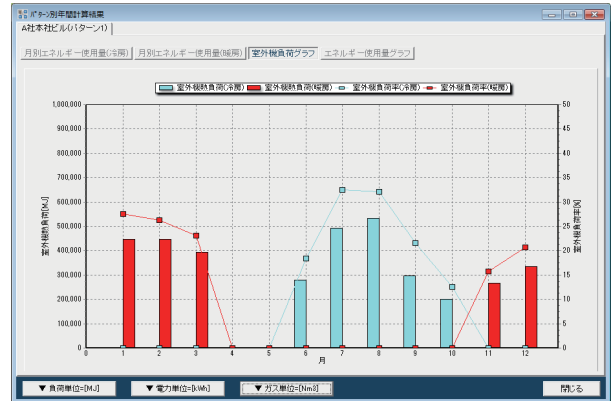 パターン別年間計算結果
A社本社ビル(パターン1)
月別エネルギー使用量(冷房) 月別エネルギー使用量(暖房) 室外機負荷グラフ エネルギー使用量グラフ
室外機熱負荷(冷房) 室外機熱負荷(暖房) 室外機負荷率(冷房) 室外機負荷率(暖房)
1,000,000 50
900,000 45
800,000 40
700,000 35
600,000 30
500,000 25
400,000 20
300,000 15
200,000 10
100,000 5
0 0
室外機熱負荷[MJ]
室外機負荷率[%]
0 1 2 3 4 5 6 7 8 9 10 11 12
月
▼ 負荷単位=[MJ] ▼ 電力単位=[kWh] ▼ ガス単位=[Nm3] 閉じる